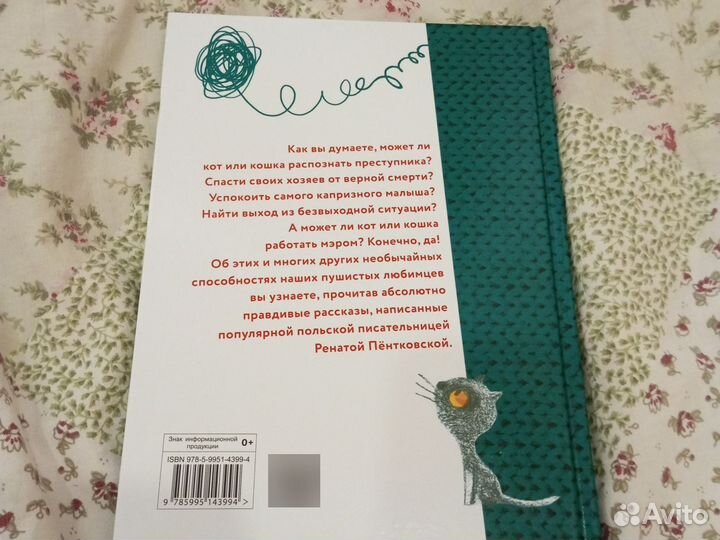 Как вы думаете, может ли
кот или кошка распознать преступника?
Спасти своих хозяев от верной смерти?
Успокоить самого капризного малыша?
Найти выход из безвыходной ситуации?
А может ли кот или кошка
работать мэром? Конечно, да!
Об этих и многих других необычайных
способностях наших пушистых любимцев
вы узнаете, прочитав абсолютно
правдивые рассказы, написанные
популярной польской писательницей
Ренатой Пёнтковской.
Знак информационной
продукции 0+
ISBN 978-5-9951-4399-4
9 785995 143994 >
Avito